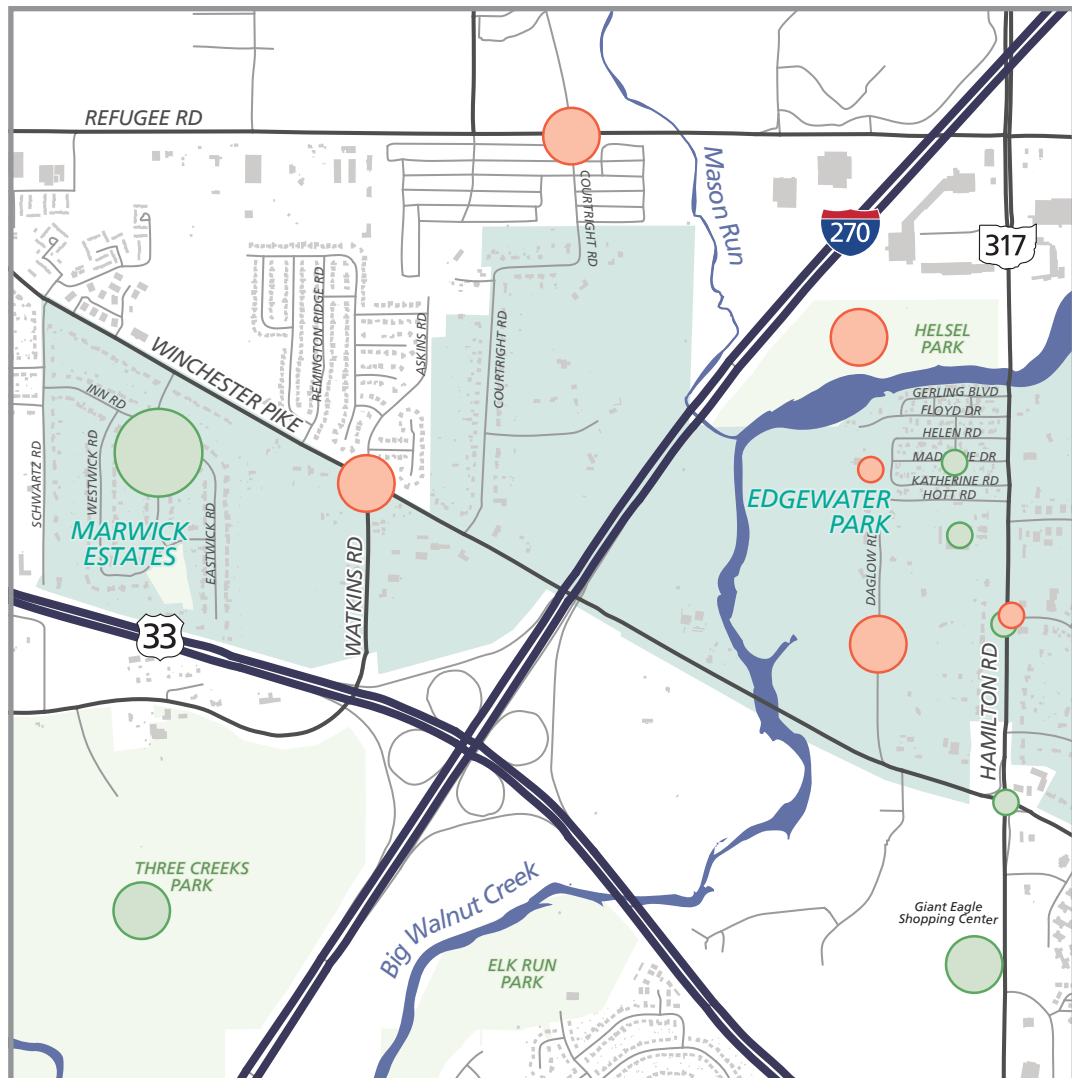 REFUGEE RD
COURTRIGHT RD
Mason Run
270
317
HELSEL
PARK
REMINGTON RIDGE RD
ASKINS RD
COURTRIGHT RD
WINCHESTER PIKE
INN RD
GERLING BLVD
FLOYD DR
HELEN RD
KATHERINE RD
HOTT RD
SCHWARTZ RD
WESTWICK RD
EASTWICK RD
MARWICK
ESTATES
EDGEWATER
PARK
DAGLOW RD
WATKINS RD
33
HAMILTON RD
THREE CREEKS
PARK
Big Walnut Creek
ELK RUN
PARK
Giant Eagle
Shopping Center